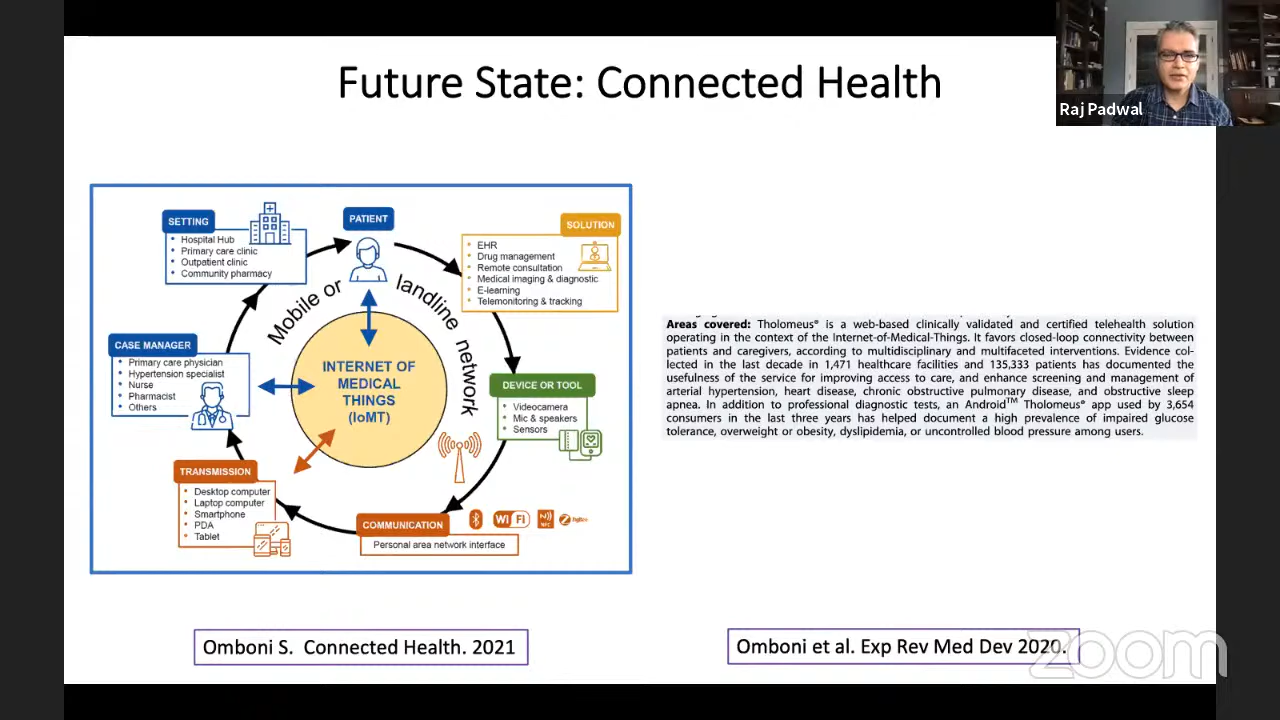 Future State: Connected Health
Raj Padwal
SETTING
• Hospital Hub
• Primary care clinic
• Outpatient clinic
• Community pharmacy
PATIENT
SOLUTION
• EHR
• Drug management
• Remote consultation
• Medical imaging & diagnostic
• E-learning
• Telemonitoring & tracking
Mobile or landline network
CASE MANAGER
• Primary care physician
• Hypertension specialist
• Nurse
• Pharmacist
• Others
INTERNET OF
MEDICAL
THINGS
(IoMT)
DEVICE OR TOOL
• Videocamera
• Mic & speakers
• Sensors
TRANSMISSION
• Desktop computer
• Laptop computer
• Smartphone
• PDA
• Tablet
COMMUNICATION
Personal area network interface
WiFi
NFC
Areas covered: Tholomeus® is a web-based clinically validated and certified telehealth solution
operating in the context of the Internet-of-Medical-Things. It favors closed-loop connectivity between
patients and caregivers, according to multidisciplinary and multifaceted interventions. Evidence col-
lected in the last decade in 1,471 healthcare facilities and 135,333 patients has documented the
usefulness of the service for improving access to care, and enhance screening and management of
arterial hypertension, heart disease, chronic obstructive pulmonary disease, and obstructive sleep
apnea. In addition to professional diagnostic tests, an Android™ Tholomeus® app used by 3,654
consumers in the last three years has helped document a high prevalence of impaired glucose
tolerance, overweight or obesity, dyslipidemia, or uncontrolled blood pressure among users.
Omboni S. Connected Health. 2021
Omboni et al. Exp Rev Med Dev 2020.
zoom